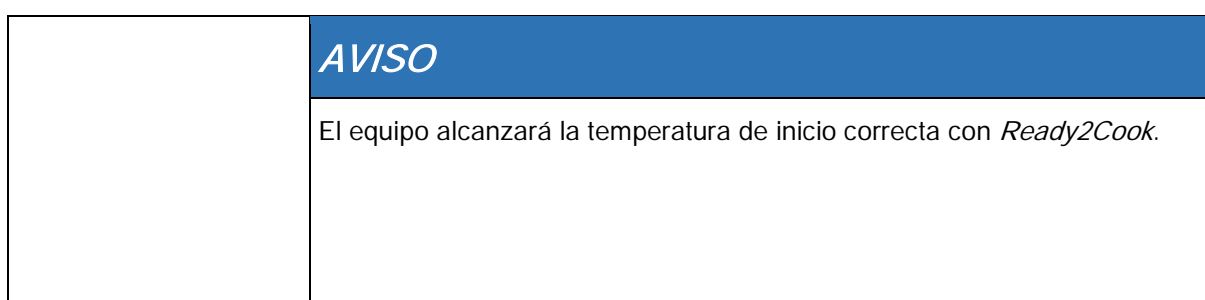 AVISO
El equipo alcanzará la temperatura de inicio correcta con Ready2Cook.